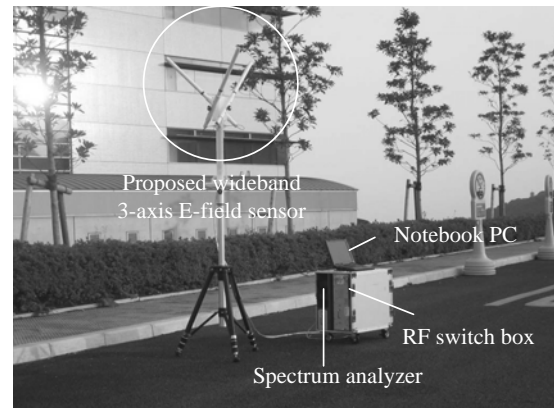 Proposed wideband
3-axis E-field sensor
Notebook PC
RF switch box
Spectrum analyzer